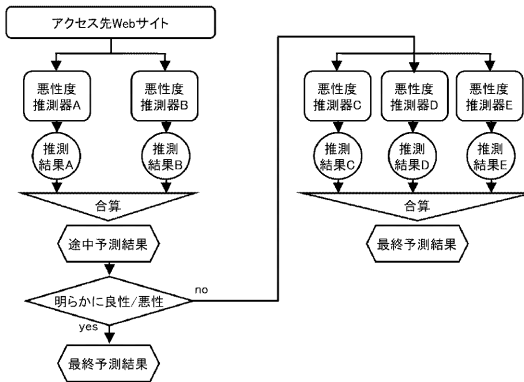 アクセス先Webサイト
悪性度
推測器A
悪性度
推測器B
推測
結果A
推測
結果B
合算
途中予測結果
明らかに良性/悪性
no
yes
最終予測結果
悪性度
推測器C
悪性度
推測器D
悪性度
推測器E
推測
結果C
推測
結果D
推測
結果E
合算
最終予測結果